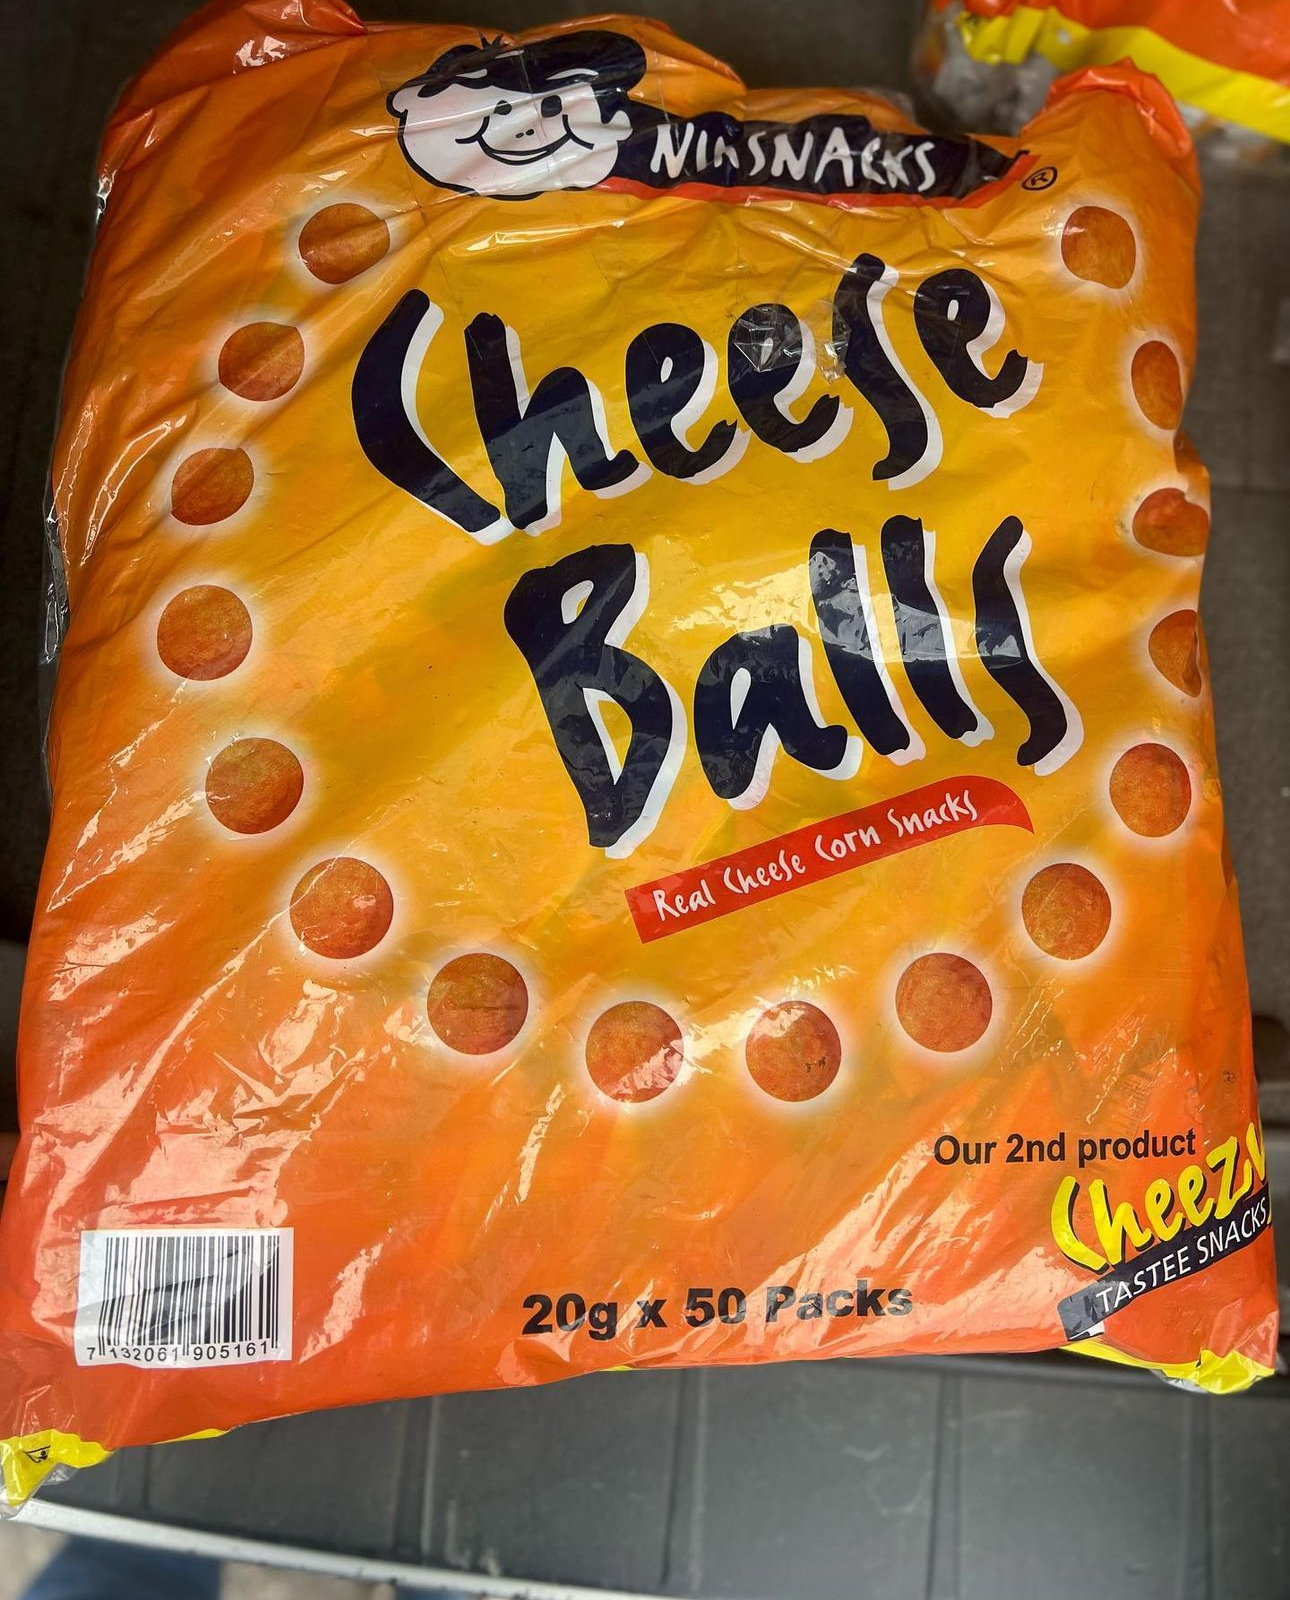 NIKSNACKS ®
Cheese
Balls
Real Cheese Corn Snacks
Our 2nd product
TASTEE SNACKS
20g x 50 Packs
7 132061 905161